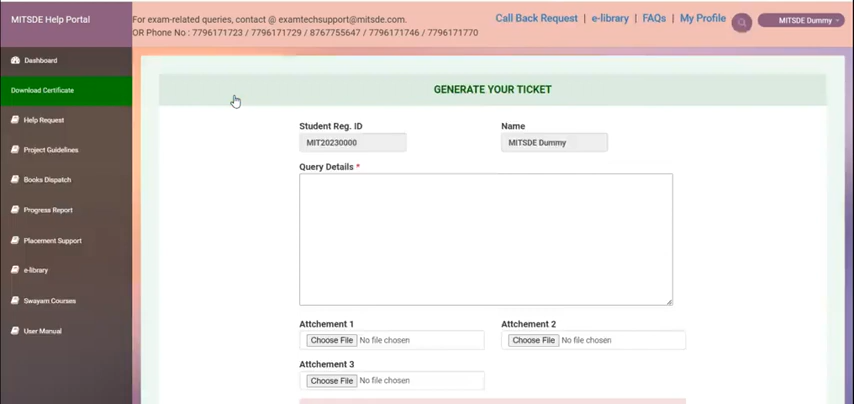 MITSDE Help Portal
For exam-related queries, contact @ examtechsupport@mitsde.com.
OR Phone No : 7796171723 / 7796171729 / 8767755647 / 7796171746 / 7796171770
Call Back Request | e-library | FAQs | My Profile
MITSDE Dummy
Dashboard
Download Certificate
Help Request
Project Guidelines
Books Dispatch
Progress Report
Placement Support
e-library
Swayam Courses
User Manual
GENERATE YOUR TICKET
Student Reg. ID
MIT20230000
Name
MITSDE Dummy
Query Details *
Attchement 1
Choose File No file chosen
Attchement 2
Choose File No file chosen
Attchement 3
Choose File No file chosen